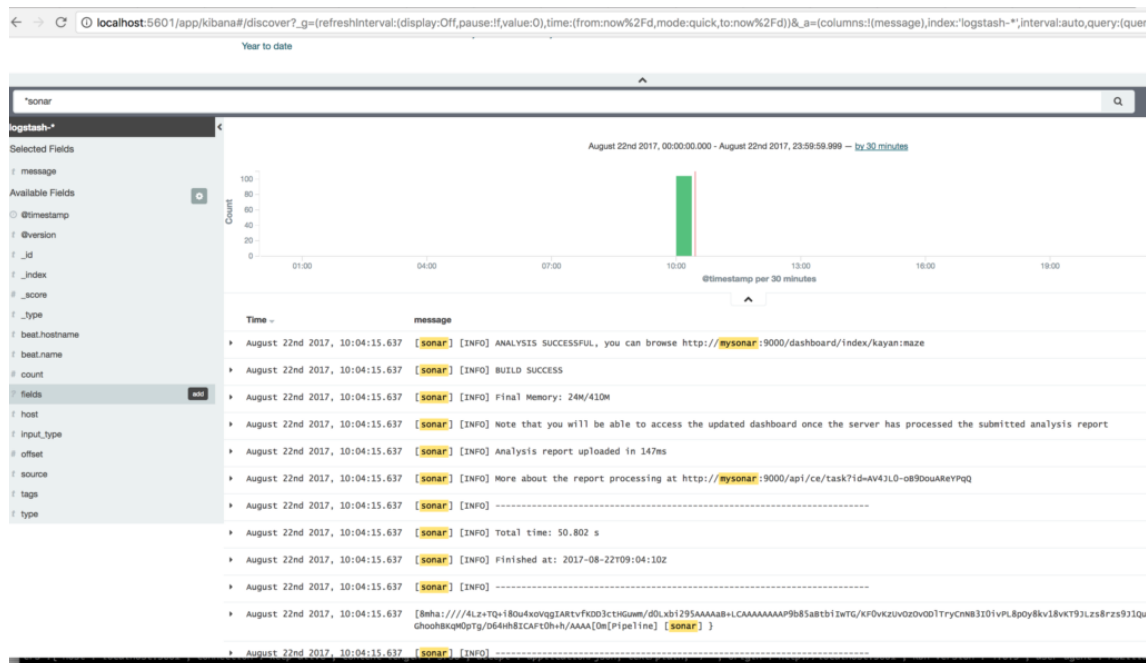 localhost:5601/app/kibana#/discover?_g=(refreshInterval:(display:Off,pause:!f,value:0),time:(from:now%2Fd,mode:quick,to:now%2Fd))&_a=(columns:!(message),index:'logstash-*',interval:auto,query:(quer
Year to date
*sonar
logstash-*
Selected Fields
t message
Available Fields
@timestamp
t @version
t _id
t _index
# _score
t _type
t beat.hostname
t beat.name
# count
? fields add
t host
t input_type
# offset
t source
t tags
t type
August 22nd 2017, 00:00:00.000 - August 22nd 2017, 23:59:59.999 — by 30 minutes
Count
100
80
60
40
20
0
01:00 04:00 07:00 10:00 13:00 16:00 19:00
@timestamp per 30 minutes
Time message
August 22nd 2017, 10:04:15.637 [sonar] [INFO] ANALYSIS SUCCESSFUL, you can browse http://mysonar:9000/dashboard/index/kayan:maze
August 22nd 2017, 10:04:15.637 [sonar] [INFO] BUILD SUCCESS
August 22nd 2017, 10:04:15.637 [sonar] [INFO] Final Memory: 24M/410M
August 22nd 2017, 10:04:15.637 [sonar] [INFO] Note that you will be able to access the updated dashboard once the server has processed the submitted analysis report
August 22nd 2017, 10:04:15.637 [sonar] [INFO] Analysis report uploaded in 147ms
August 22nd 2017, 10:04:15.637 [sonar] [INFO] More about the report processing at http://mysonar:9000/api/ce/task?id=AV4JLO-oB9DouAReYPqQ
August 22nd 2017, 10:04:15.637 [sonar] [INFO] ------------------------------------------------------------------------
August 22nd 2017, 10:04:15.637 [sonar] [INFO] Total time: 50.802 s
August 22nd 2017, 10:04:15.637 [sonar] [INFO] Finished at: 2017-08-22T09:04:10Z
August 22nd 2017, 10:04:15.637 [sonar] [INFO] ------------------------------------------------------------------------
August 22nd 2017, 10:04:15.637
[Pipeline] [sonar] }
August 22nd 2017, 10:04:15.637 [sonar] [INFO] ------------------------------------------------------------------------